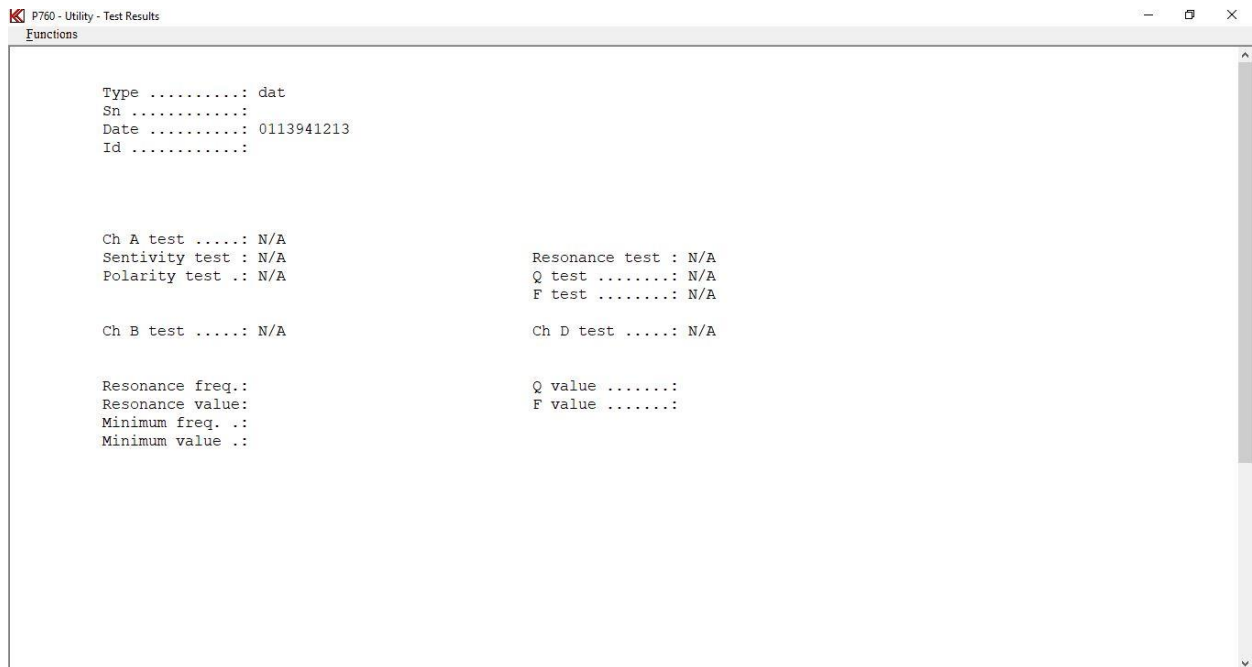 P760 - Utility - Test Results
Functions
Type ..........: dat
Sn ............:
Date ..........: 0113941213
Id ............:
Ch A test .....: N/A
Sentivity test : N/A Resonance test : N/A
Polarity test .: N/A Q test ........: N/A
F test ........: N/A
Ch B test .....: N/A Ch D test .....: N/A
Resonance freq.: Q value .......:
Resonance value: F value .......:
Minimum freq. .:
Minimum value .: